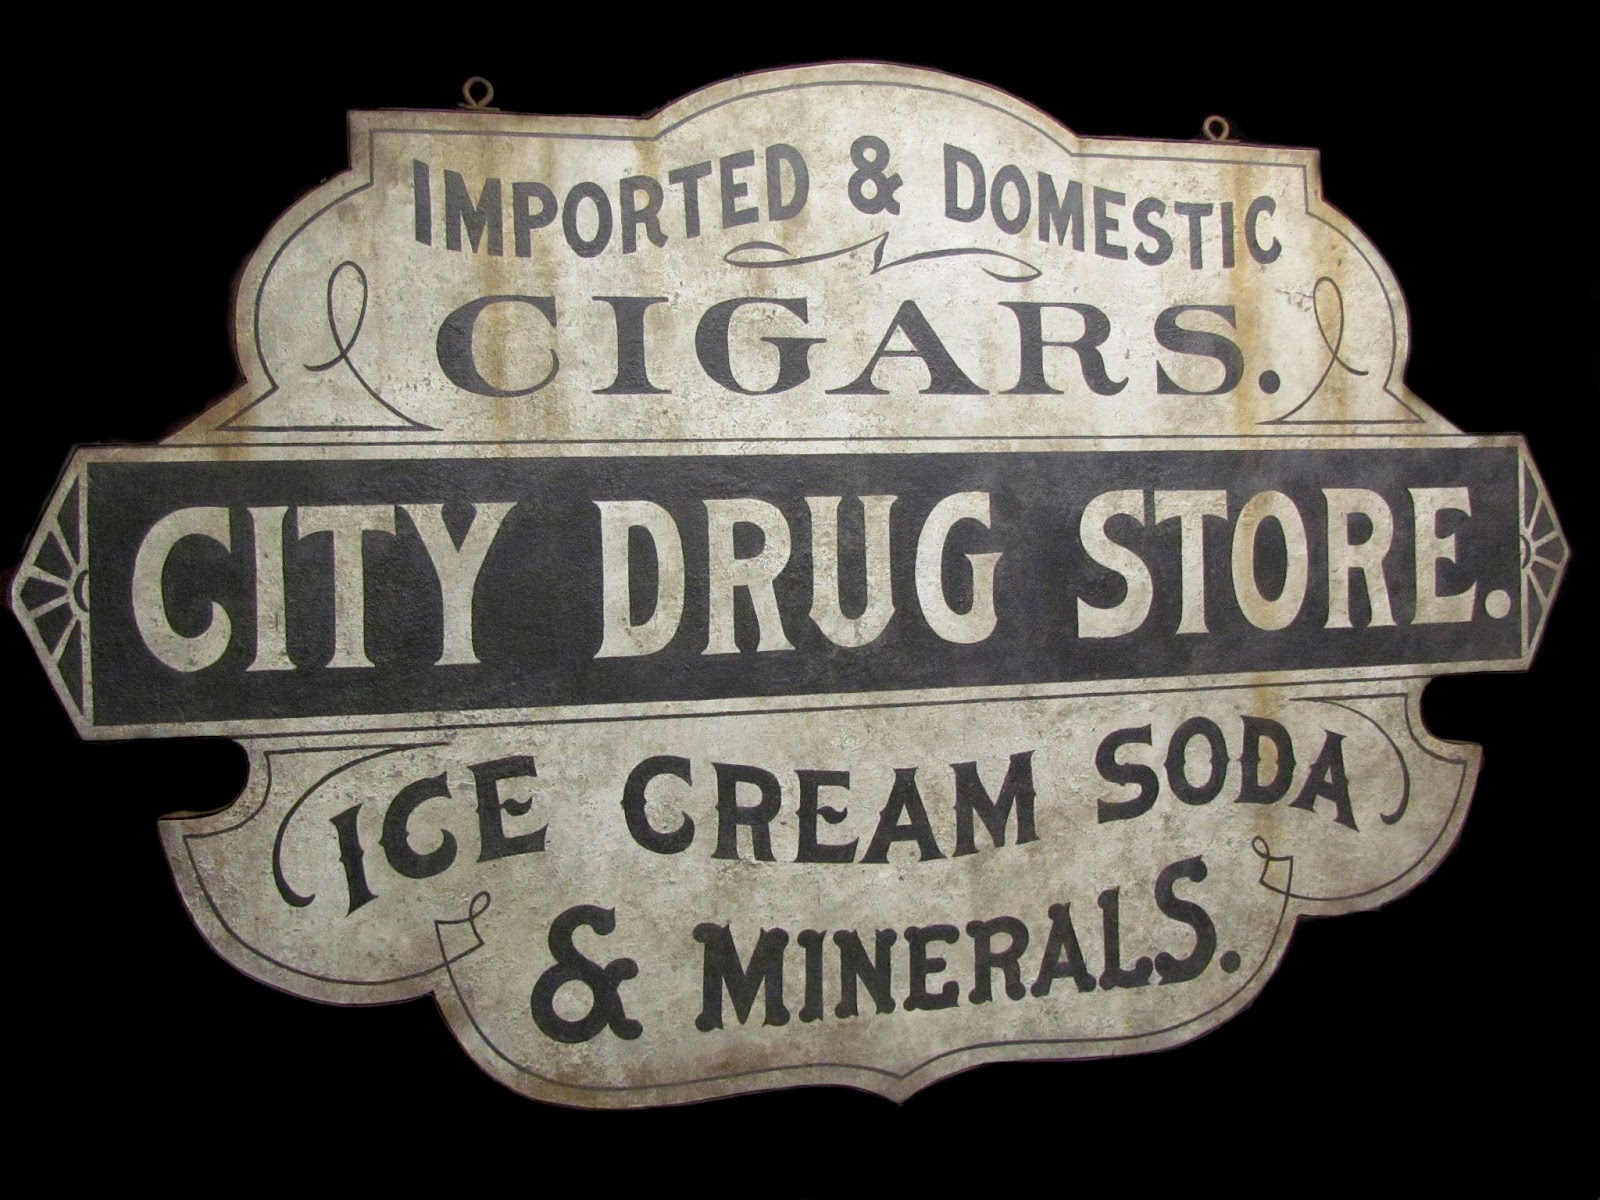 IMPORTED & DOMESTIC
CIGARS.
CITY DRUG STORE.
ICE CREAM SODA
& MINERALS.